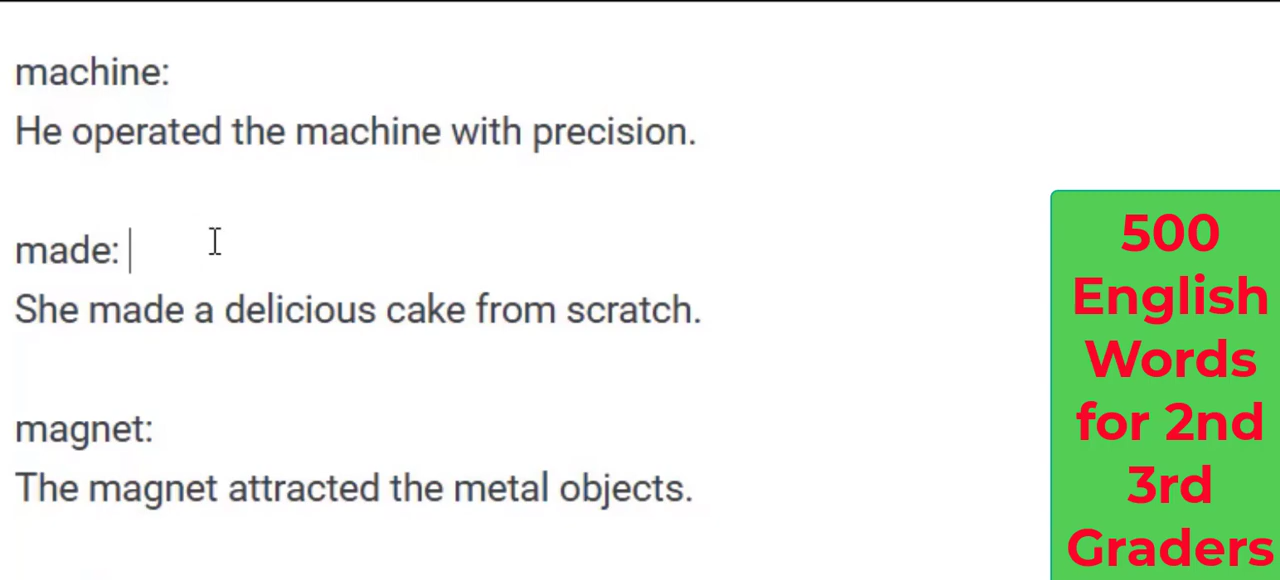 machine:
He operated the machine with precision.
made:
She made a delicious cake from scratch.
magnet:
The magnet attracted the metal objects.
500
English
Words
for 2nd
3rd
Graders